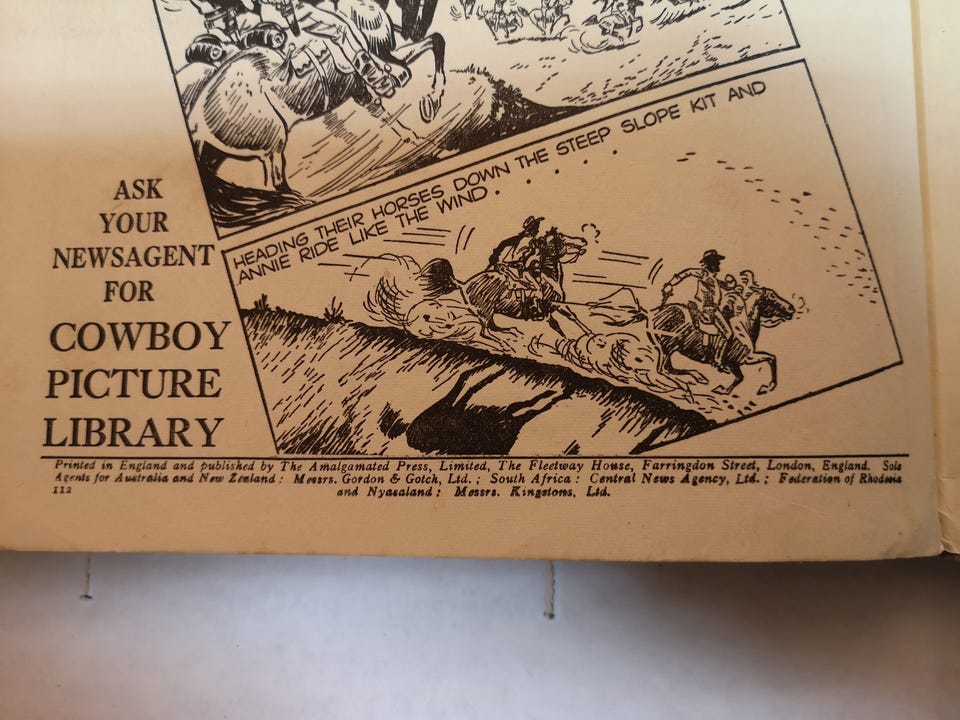 HEADING THEIR HORSES DOWN THE STEEP SLOPE KIT AND
ANNIE RIDE LIKE THE WIND . . . . .
ASK
YOUR
NEWSAGENT
FOR
COWBOY
PICTURE
LIBRARY
Printed in England and published by The Amalgamated Press, Limited, The Fleetway House, Farringdon Street, London, England. Sole
Agents for Australia and New Zealand: Messrs. Gordon & Gotch, Ltd.; South Africa: Central News Agency, Ltd.; Federation of Rhodesia
112 and Nyasaland: Messrs. Kingstons, Ltd.